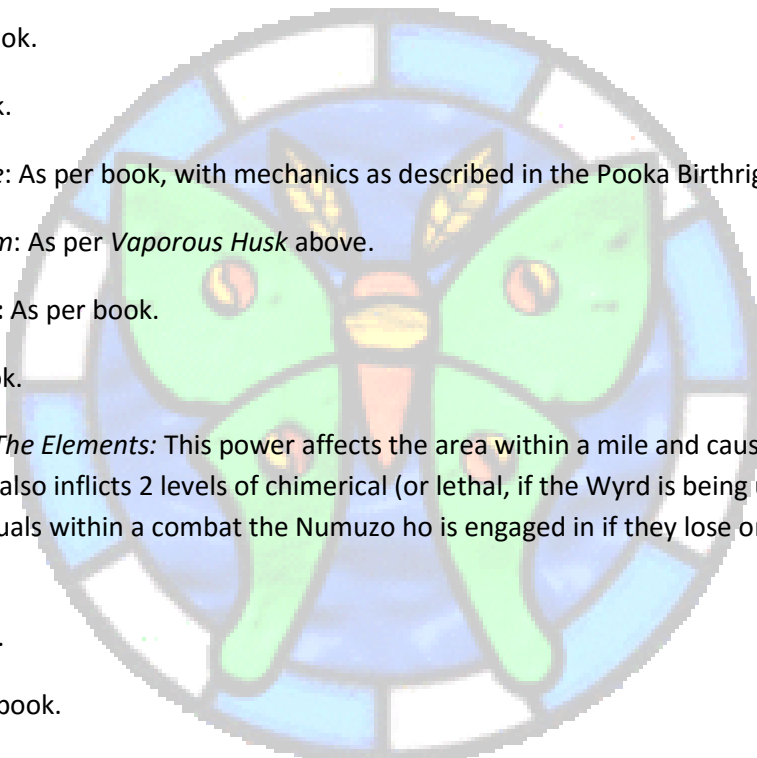 ok.
k.
e: As per book, with mechanics as described in the Pooka Birthrig
m: As per Vaporous Husk above.
: As per book.
ok.
The Elements: This power affects the area within a mile and caus
also inflicts 2 levels of chimerical (or lethal, if the Wyrd is being u
uals within a combat the Numuzo ho is engaged in if they lose or
.
book.